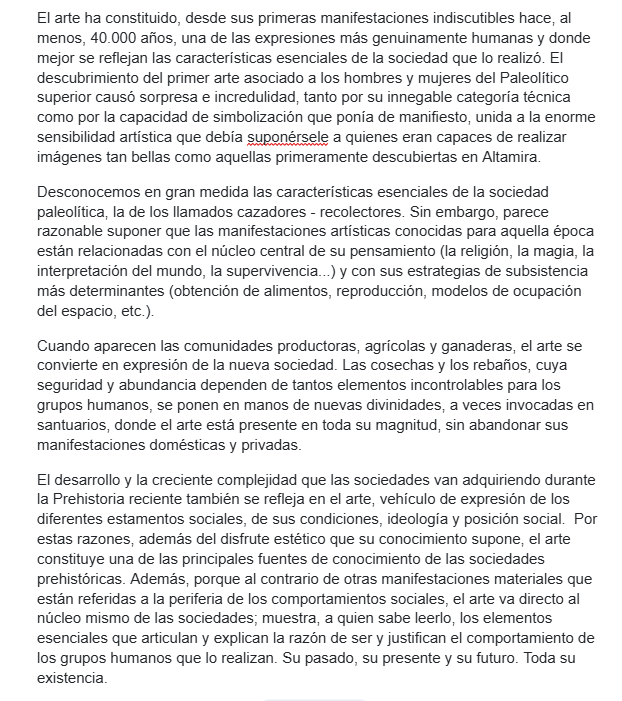 El arte ha constituido, desde sus primeras manifestaciones indiscutibles hace, al
menos, 40.000 años, una de las expresiones más genuinamente humanas y donde
mejor se reflejan las características esenciales de la sociedad que lo realizó. El
descubrimiento del primer arte asociado a los hombres y mujeres del Paleolítico
superior causó sorpresa e incredulidad, tanto por su innegable categoría técnica
como por la capacidad de simbolización que ponía de manifiesto, unida a la enorme
sensibilidad artística que debía suponérsele a quienes eran capaces de realizar
imágenes tan bellas como aquellas primeramente descubiertas en Altamira.
Desconocemos en gran medida las características esenciales de la sociedad
paleolítica, la de los llamados cazadores - recolectores. Sin embargo, parece
razonable suponer que las manifestaciones artísticas conocidas para aquella época
están relacionadas con el núcleo central de su pensamiento (la religión, la magia, la
interpretación del mundo, la supervivencia...) y con sus estrategias de subsistencia
más determinantes (obtención de alimentos, reproducción, modelos de ocupación
del espacio, etc.).
Cuando aparecen las comunidades productoras, agrícolas y ganaderas, el arte se
convierte en expresión de la nueva sociedad. Las cosechas y los rebaños, cuya
seguridad y abundancia dependen de tantos elementos incontrolables para los
grupos humanos, se ponen en manos de nuevas divinidades, a veces invocadas en
santuarios, donde el arte está presente en toda su magnitud, sin abandonar sus
manifestaciones domésticas y privadas.
El desarrollo y la creciente complejidad que las sociedades van adquiriendo durante
la Prehistoria reciente también se refleja en el arte, vehículo de expresión de los
diferentes estamentos sociales, de sus condiciones, ideología y posición social.  Por
estas razones, además del disfrute estético que su conocimiento supone, el arte
constituye una de las principales fuentes de conocimiento de las sociedades
prehistóricas. Además, porque al contrario de otras manifestaciones materiales que
están referidas a la periferia de los comportamientos sociales, el arte va directo al
núcleo mismo de las sociedades; muestra, a quien sabe leerlo, los elementos
esenciales que articulan y explican la razón de ser y justifican el comportamiento de
los grupos humanos que lo realizan. Su pasado, su presente y su futuro. Toda su
existencia.